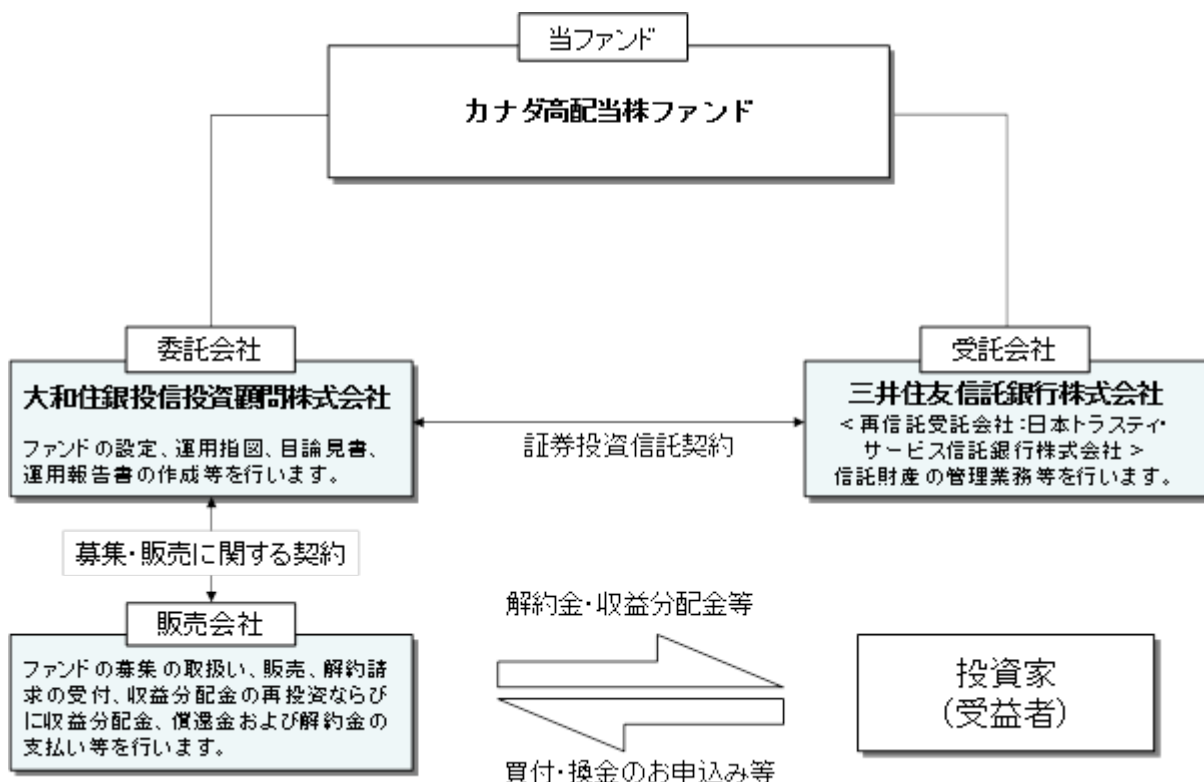 当ファンド
カナダ高配当株ファンド
委託会社
大和住銀投信投資顧問株式会社
ファンドの設定、運用指図、目論見書、
運用報告書の作成等を行います。
証券投資信託契約
受託会社
三井住友信託銀行株式会社
<再信託受託会社:日本トラスティ・
サービス信託銀行株式会社>
信託財産の管理業務等を行います。
募集・販売に関する契約
販売会社
ファンドの募集の取扱い、販売、解約請
求の受付、収益分配金の再投資ならび
に収益分配金、償還金および解約金の
支払い等を行います。
解約金・収益分配金等
買付・換金のお申込み等
投資家
(受益者)